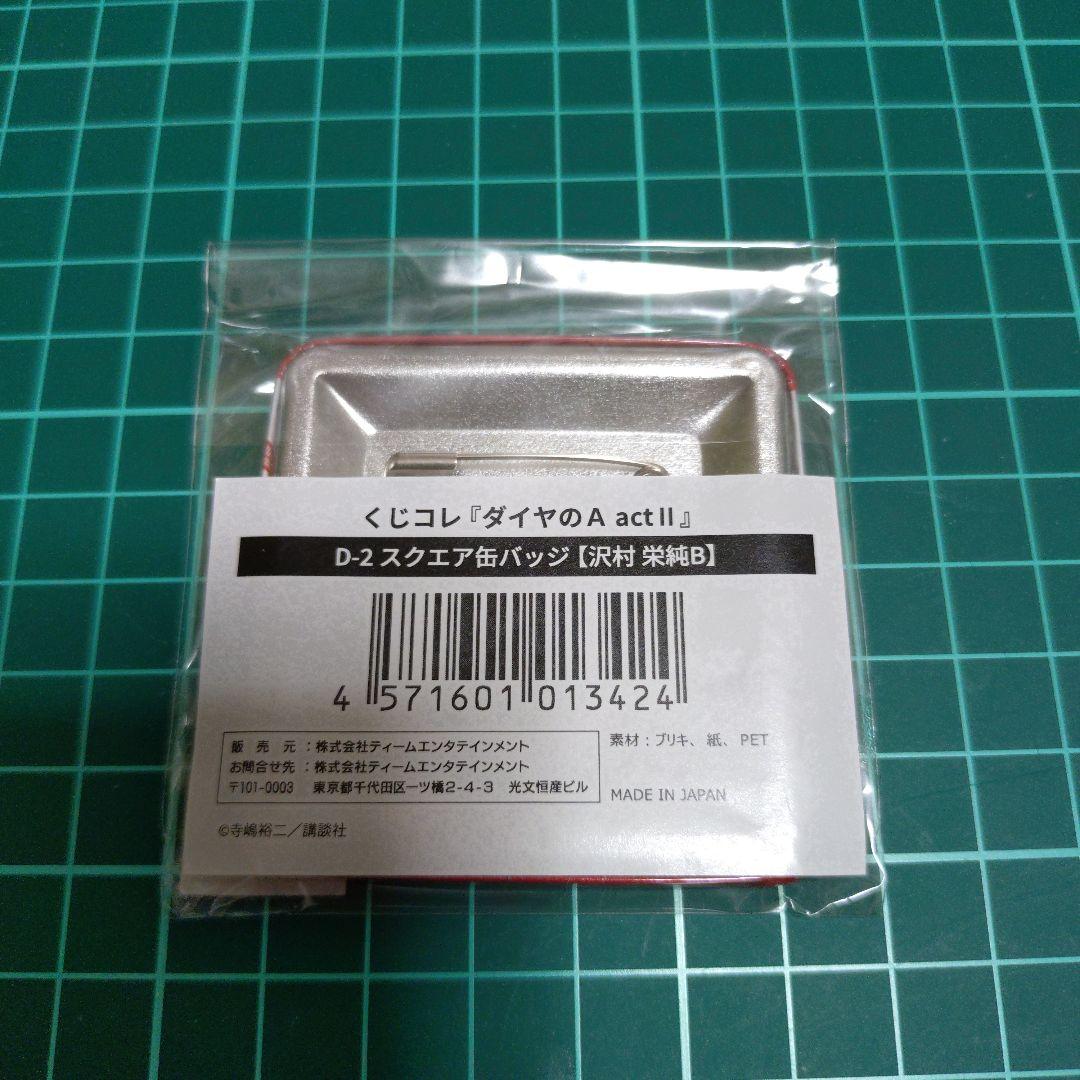 くじコレ『ダイヤのA actⅡ』
D-2 スクエア缶バッジ【沢村 栄純B】
4 571601 013424
販売元：株式会社ティームエンタテインメント
お問合せ先：株式会社ティームエンタテインメント
〒101-0003 東京都千代田区一ツ橋2-4-3 光文恒産ビル
素材：ブリキ、紙、PET
MADE IN JAPAN
©寺嶋裕二／講談社